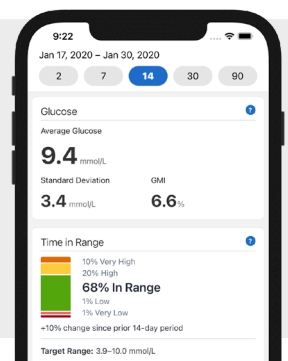 9:22
Jan 17, 2020 – Jan 30, 2020
2 7 14 30 90
Glucose ?
Average Glucose
9.4 mmol/L
Standard Deviation GMI
3.4 mmol/L 6.6%
Time in Range ?
10% Very High
20% High
68% In Range
1% Low
1% Very Low
+10% change since prior 14-day period
Target Range: 3.9–10.0 mmol/L